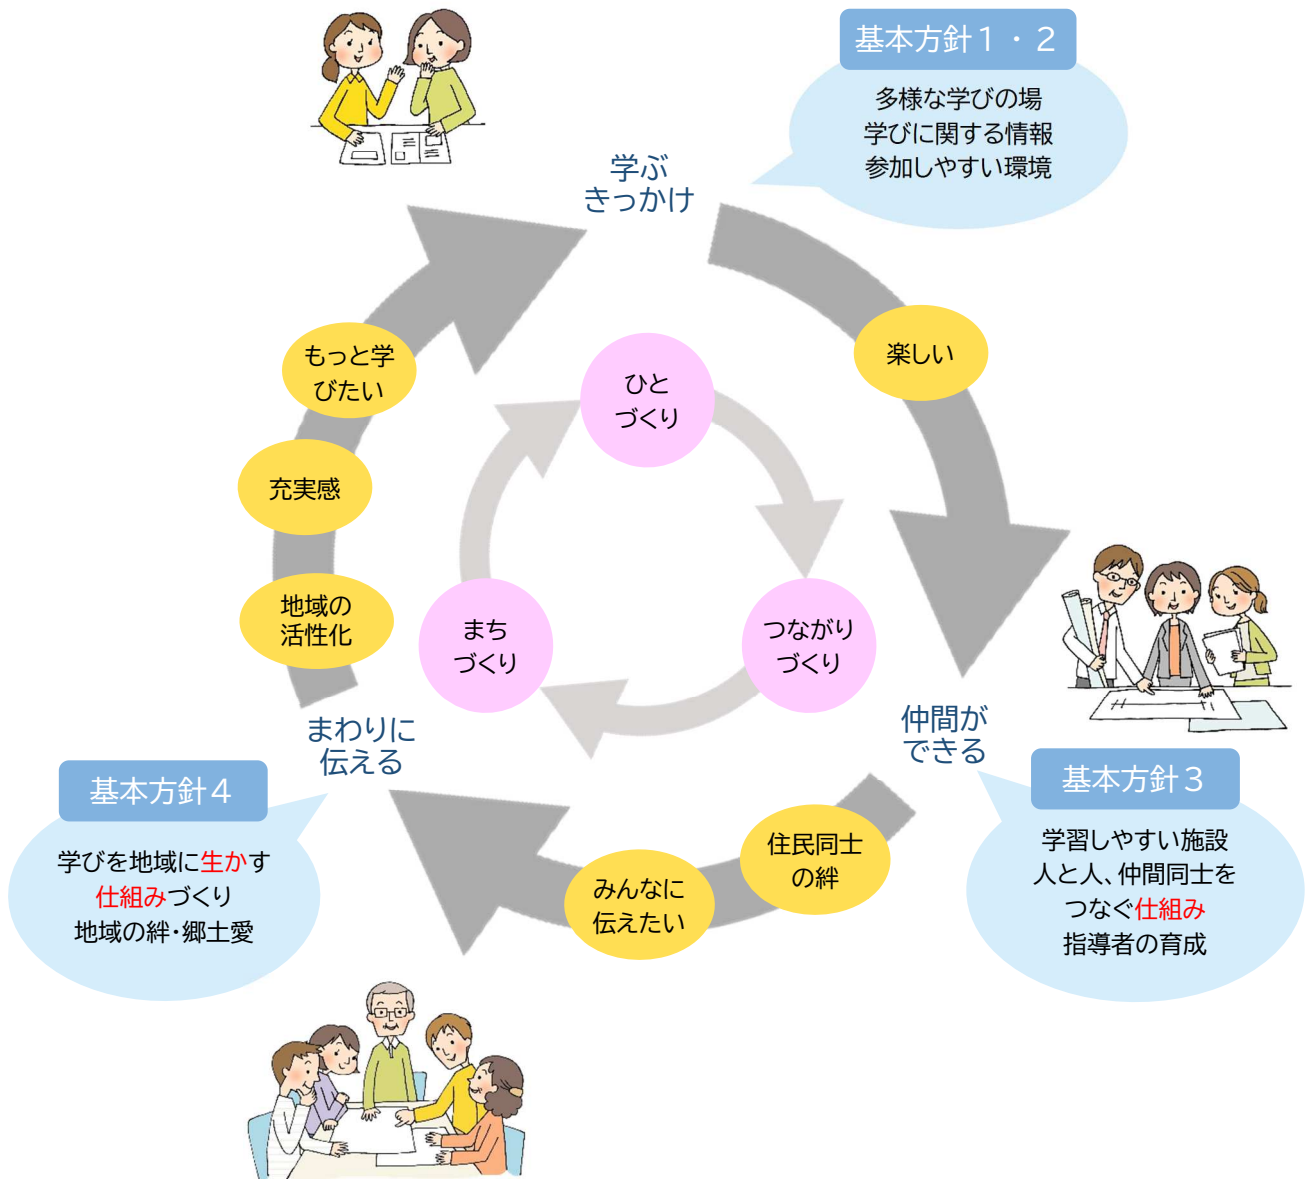 基本方針１・２
多様な学びの場
学びに関する情報
参加しやすい環境
学ぶ
きっかけ
楽しい
もっと学
びたい
ひと
づくり
充実感
地域の
活性化
まち
づくり
つながり
づくり
まわりに
伝える
仲間が
できる
基本方針４
学びを地域に生かす
仕組みづくり
地域の絆・郷土愛
基本方針３
学習しやすい施設
人と人、仲間同士を
つなぐ仕組み
指導者の育成
住民同士
の絆
みんなに
伝えたい